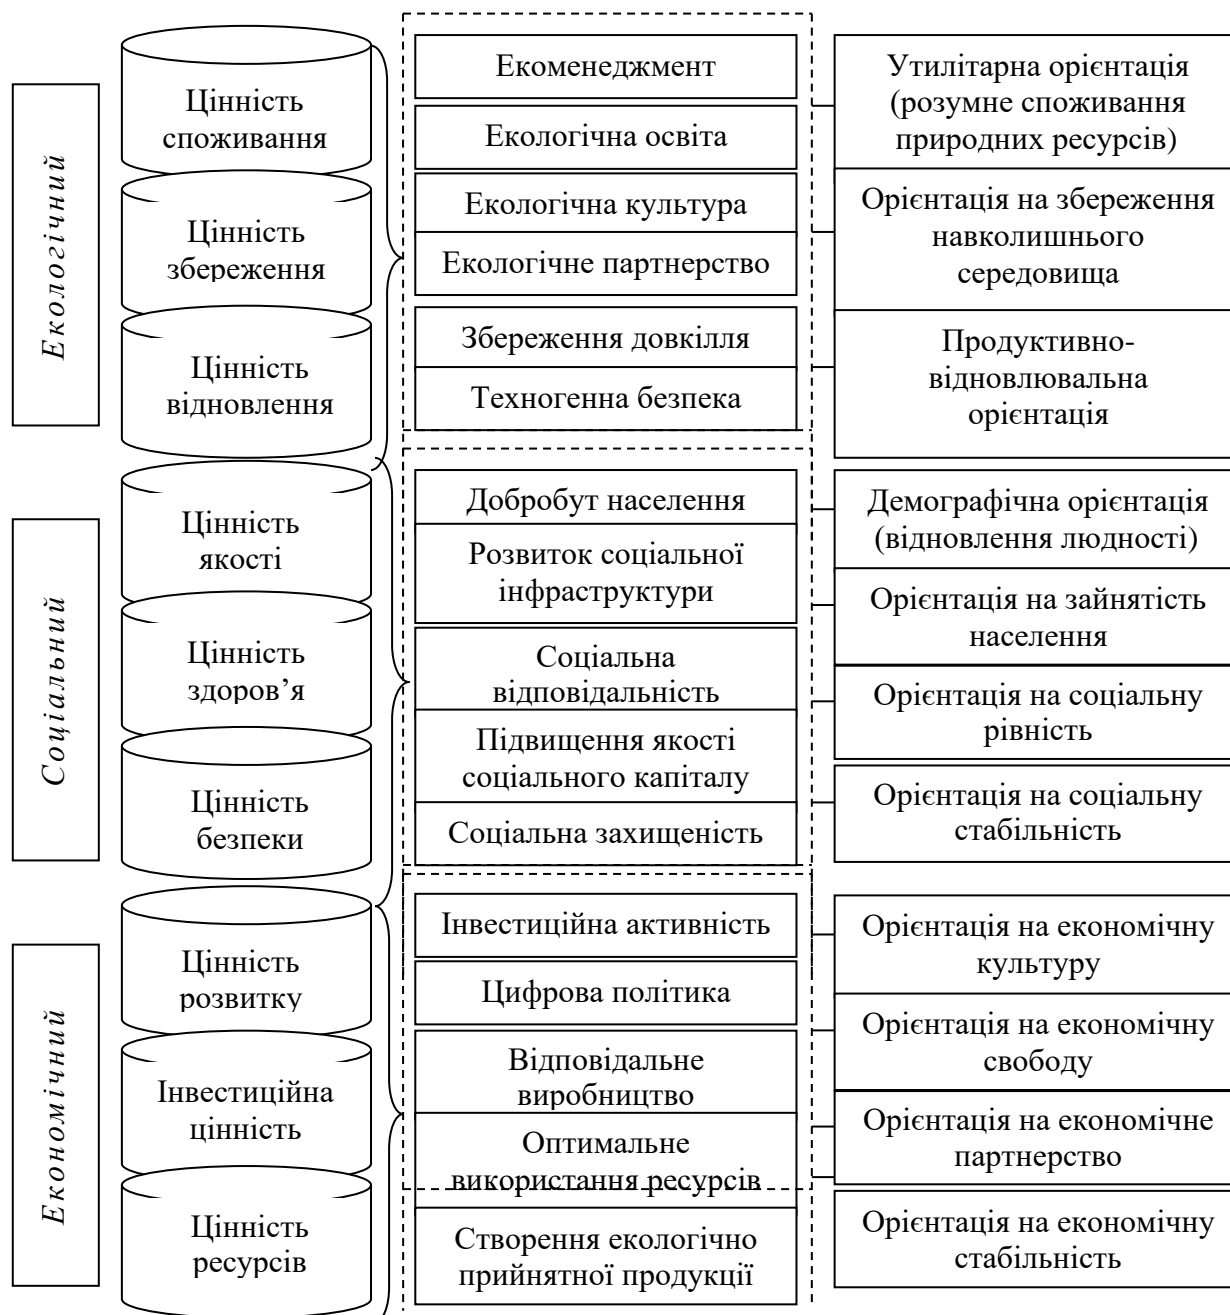 Екологічний
Цінність
споживання
Цінність
збереження
Цінність
відновлення
Екоменеджмент
Екологічна освіта
Екологічна культура
Екологічне партнерство
Збереження довкілля
Техногенна безпека
Утилітарна орієнтація
(розумне споживання
природних ресурсів)
Орієнтація на збереження
навколишнього
середовища
Продуктивно-
відновлювальна
орієнтація
Соціальний
Цінність
якості
Цінність
здоров’я
Цінність
безпеки
Добробут населення
Розвиток соціальної
інфраструктури
Соціальна
відповідальність
Підвищення якості
соціального капіталу
Соціальна захищеність
Демографічна орієнтація
(відновлення людності)
Орієнтація на зайнятість
населення
Орієнтація на соціальну
рівність
Орієнтація на соціальну
стабільність
Економічний
Цінність
розвитку
Інвестиційна
цінність
Цінність
ресурсів
Інвестиційна активність
Цифрова політика
Відповідальне
виробництво
Оптимальне
використання ресурсів
Створення екологічно
прийнятної продукції
Орієнтація на економічну
культуру
Орієнтація на економічну
свободу
Орієнтація на економічне
партнерство
Орієнтація на економічну
стабільність